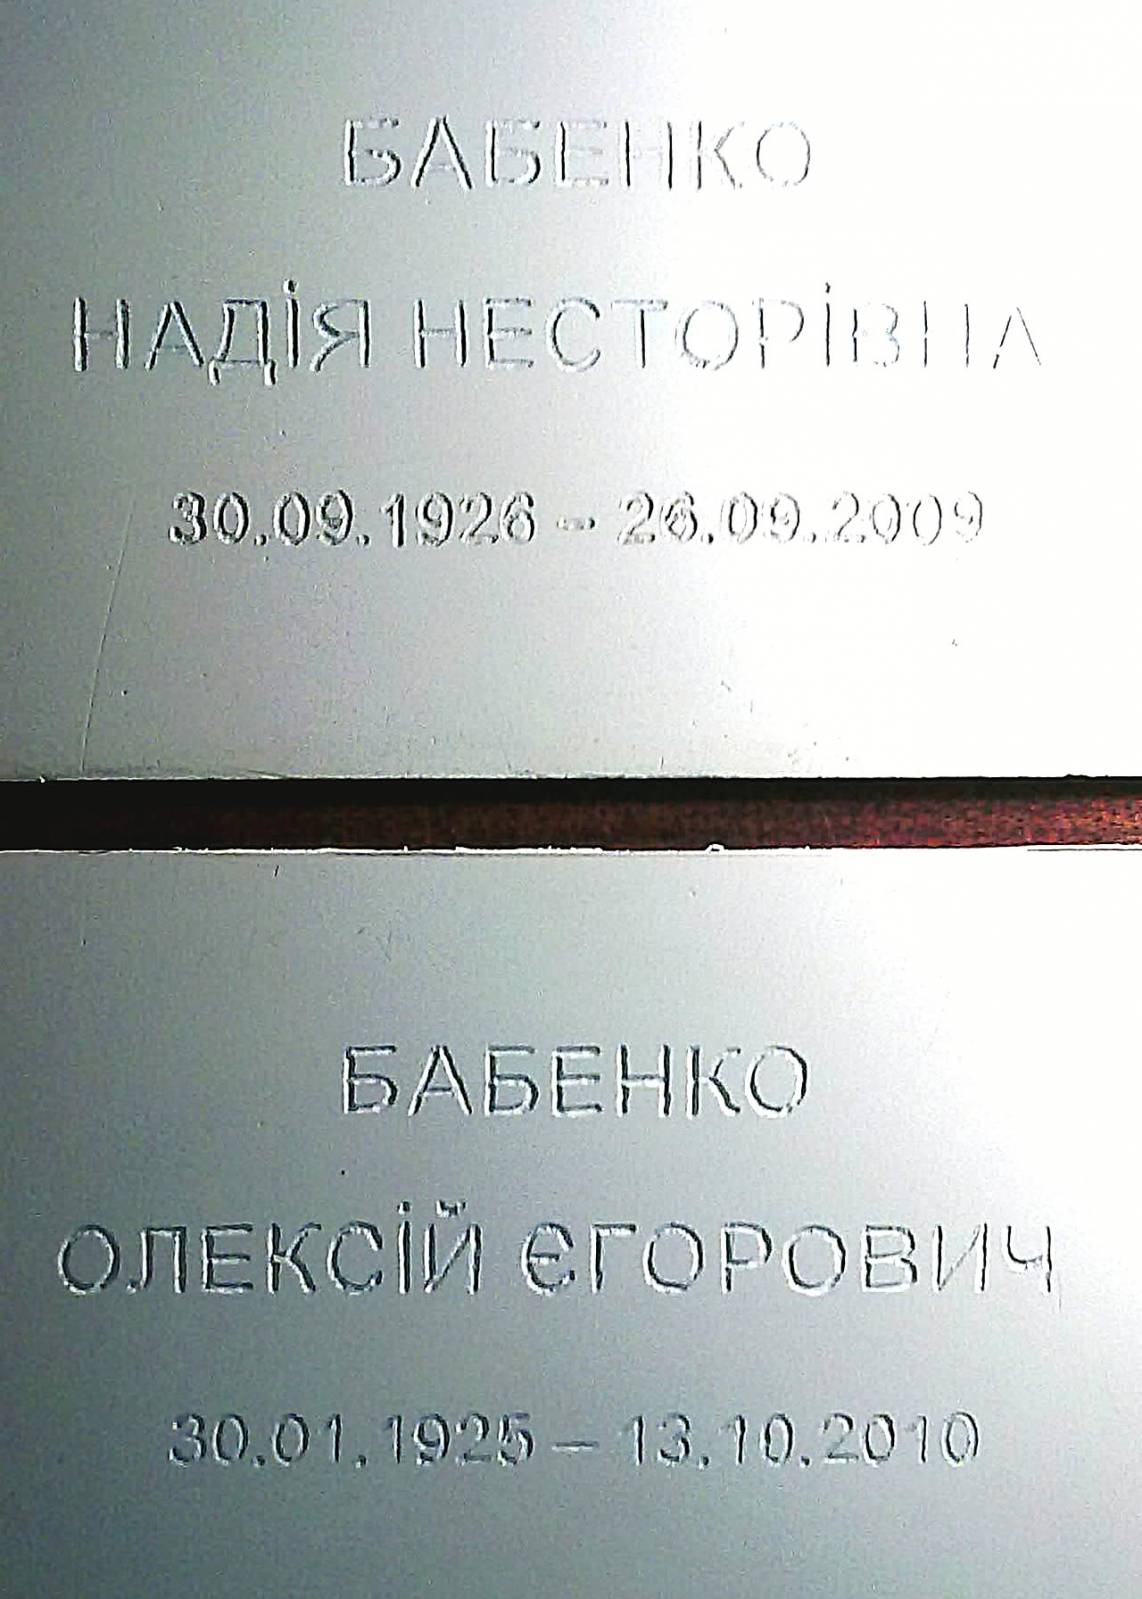 БАБЕНКО
НАДІЯ НЕСТОРІВНА
30.09.1926 – 26.09.2009
БАБЕНКО
ОЛЕКСІЙ ЄГОРОВИЧ
30.01.1925 – 13.10.2010